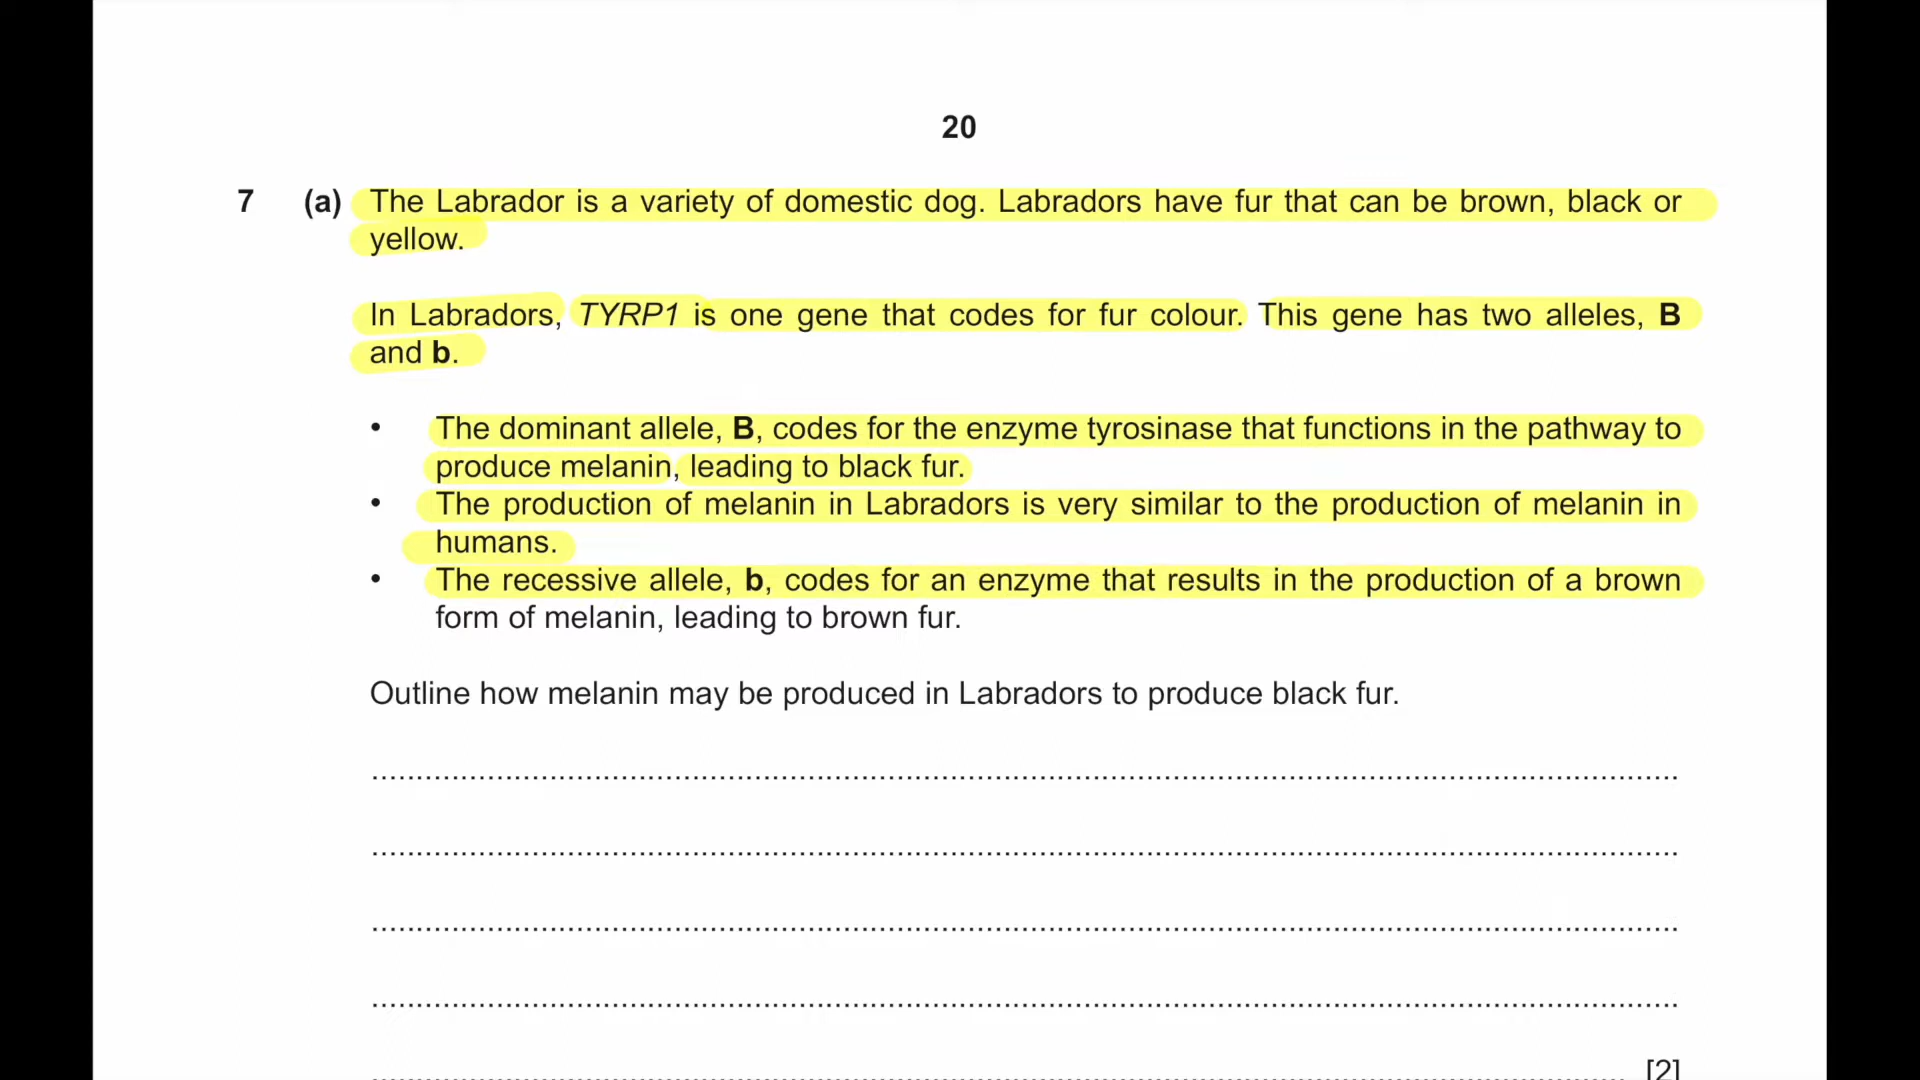 20
7 (a) The Labrador is a variety of domestic dog. Labradors have fur that can be brown, black or
yellow.
In Labradors, TYRP1 is one gene that codes for fur colour. This gene has two alleles, B
and b.
• The dominant allele, B, codes for the enzyme tyrosinase that functions in the pathway to
produce melanin, leading to black fur.
• The production of melanin in Labradors is very similar to the production of melanin in
humans.
• The recessive allele, b, codes for an enzyme that results in the production of a brown
form of melanin, leading to brown fur.
Outline how melanin may be produced in Labradors to produce black fur.
[2]